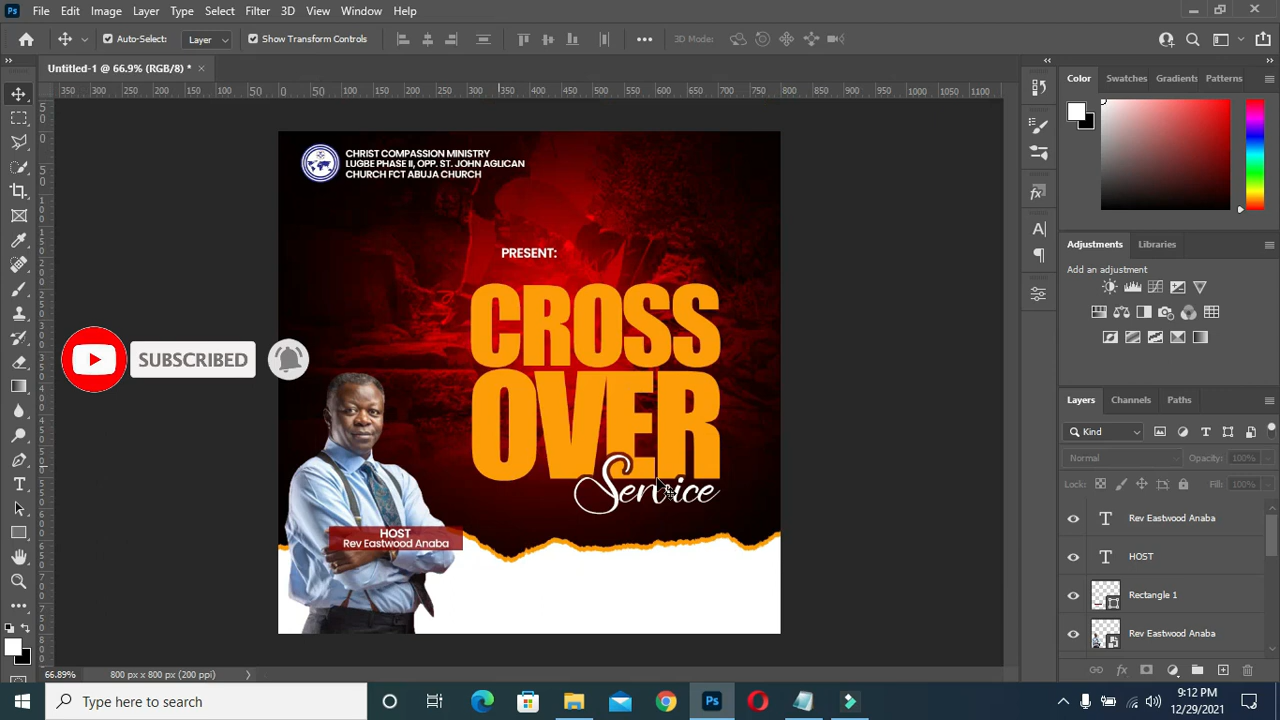 File Edit Image Layer Type Select Filter 3D View Window Help
Auto-Select: Layer Show Transform Controls 3D Mode:
Untitled-1 @ 66.9% (RGB/8) *
Color Swatches Gradients Patterns
CHRIST COMPASSION MINISTRY
LUGBE PHASE II, OPP. ST. JOHN AGLICAN
CHURCH FCT ABUJA CHURCH
PRESENT:
CROSS
OVER
Service
HOST
Rev Eastwood Anaba
SUBSCRIBED
Adjustments Libraries
Add an adjustment
Layers Channels Paths
Kind
Normal Opacity: 100%
Lock: Fill: 100%
Rev Eastwood Anaba
HOST
Rectangle 1
Rev Eastwood Anaba
66.89% 800 px x 800 px (200 ppi)
Type here to search
9:12 PM
12/29/2021